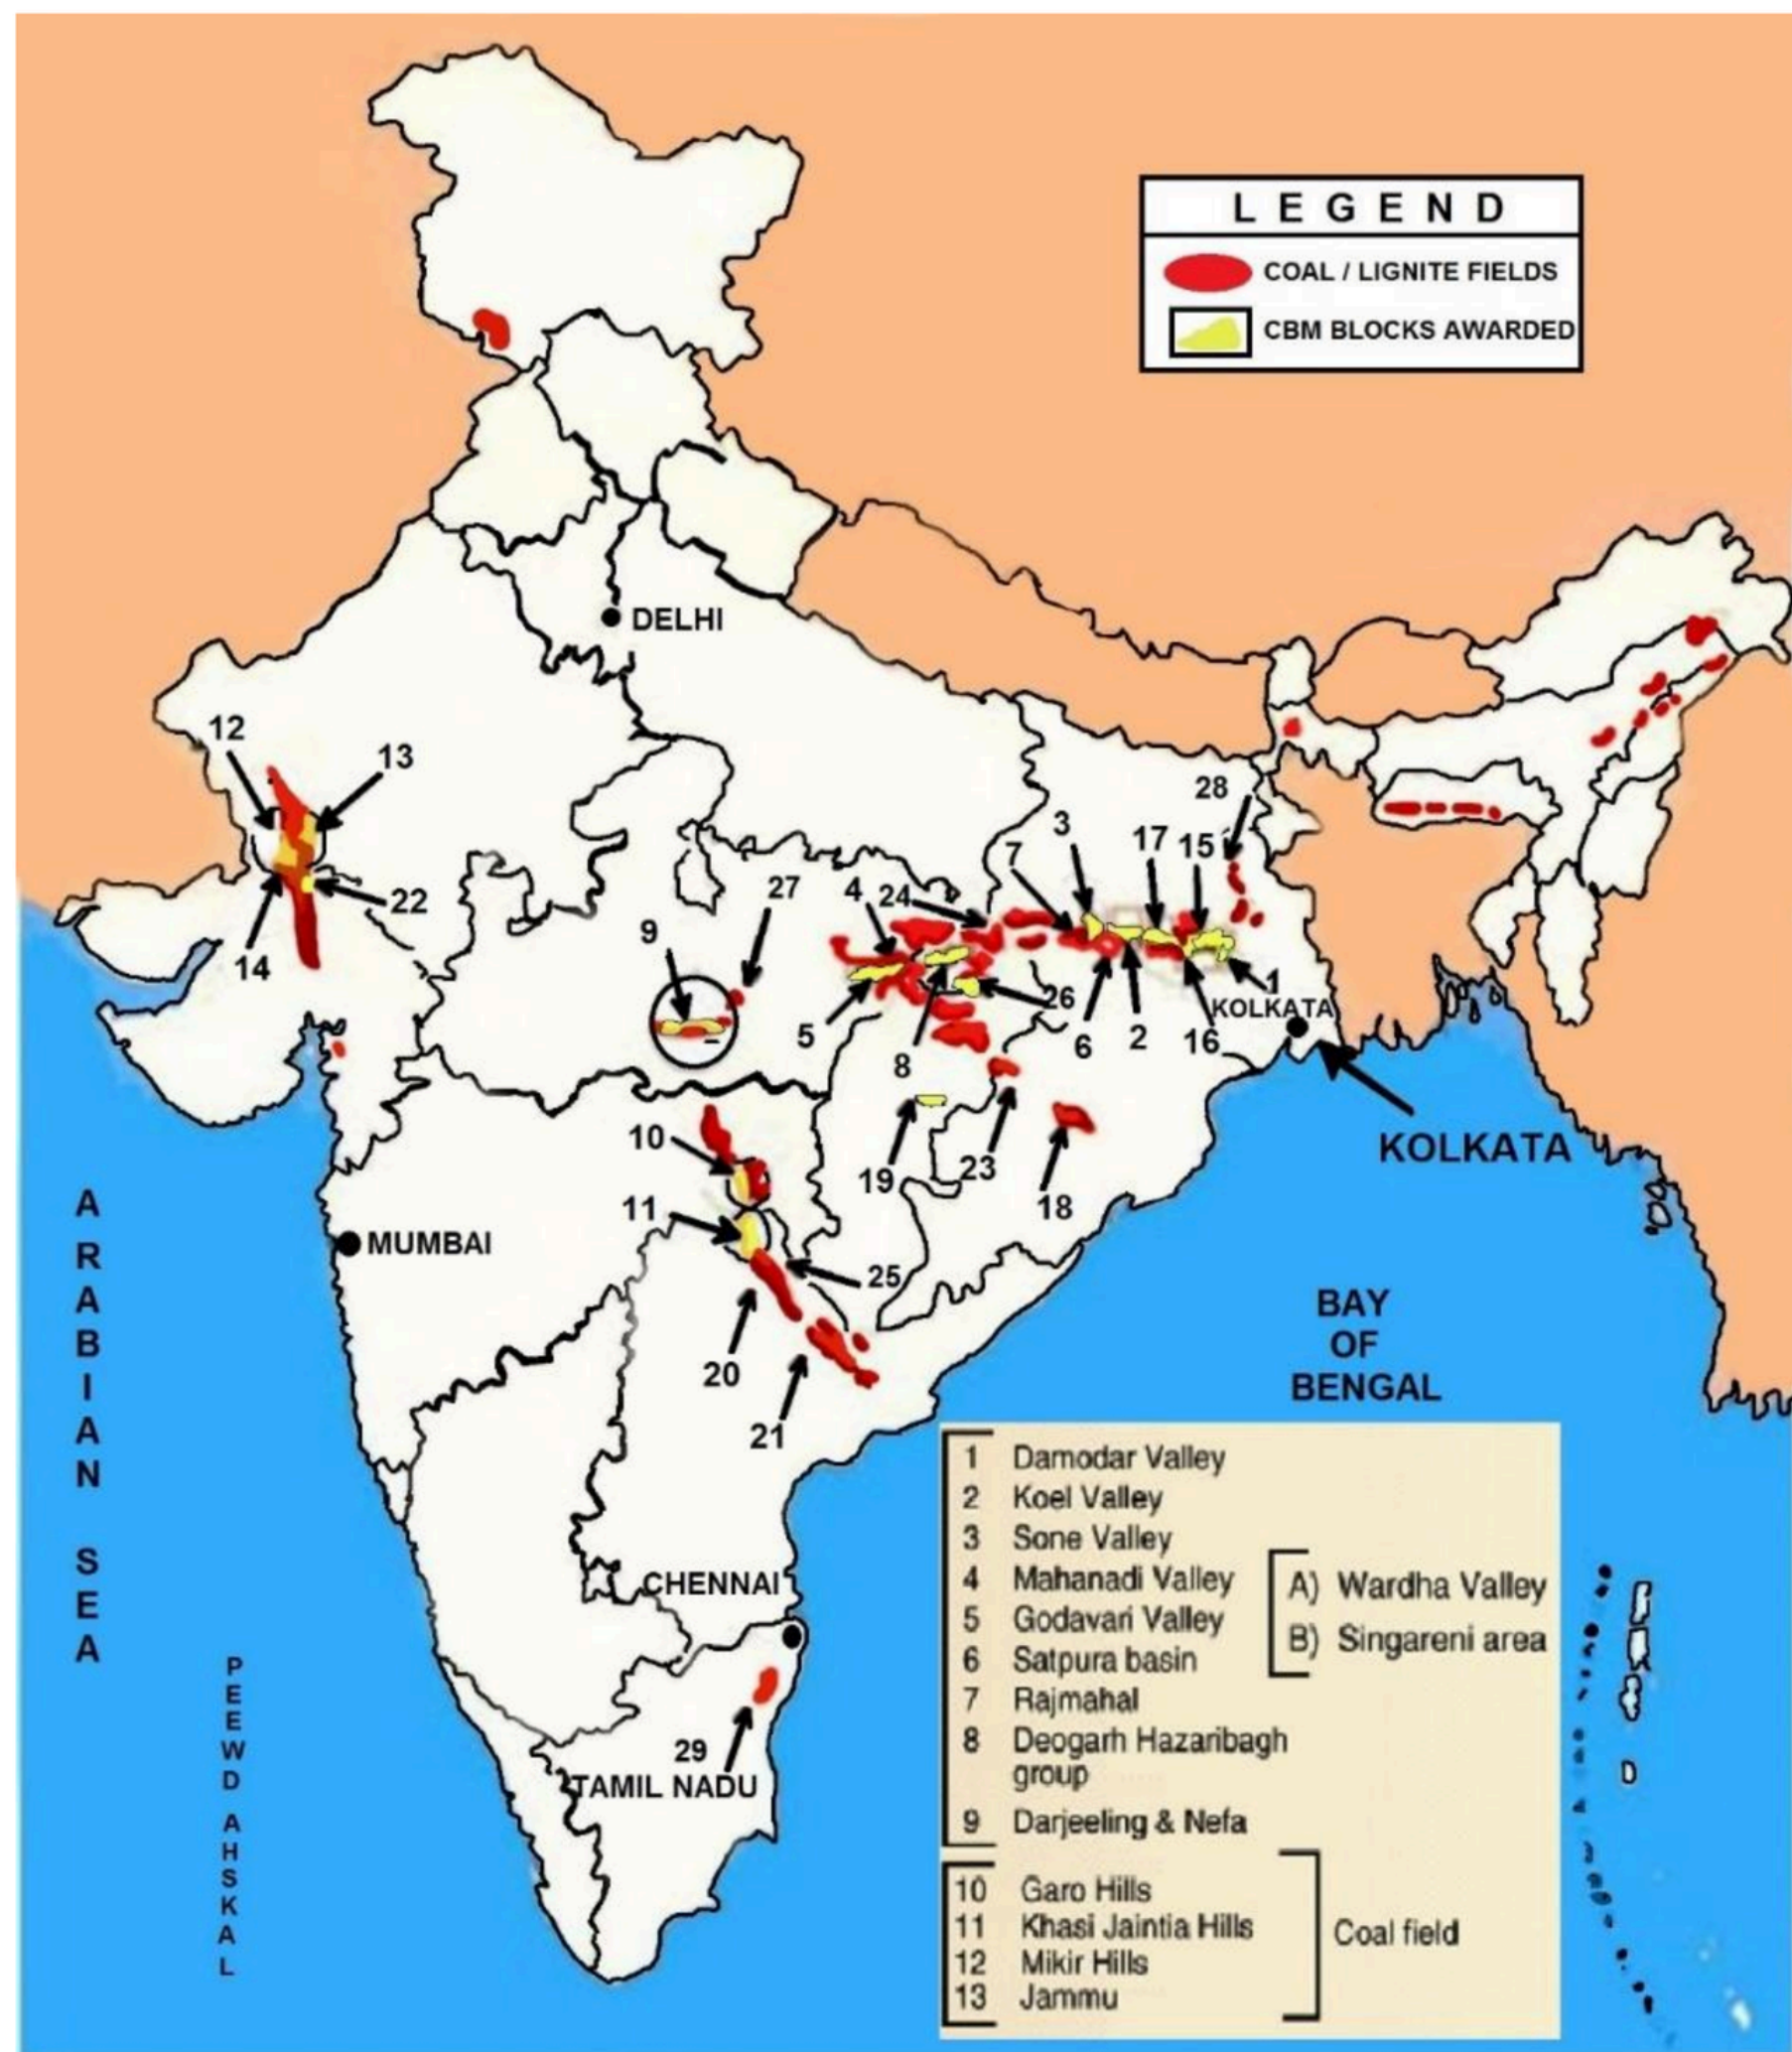 L E G E N D
COAL / LIGNITE FIELDS
CBM BLOCKS AWARDED
DELHI
12
13
28
3
17
15
7
27
4
24
22
9
14
1
26
KOLKATA
5
6
2
16
8
10
KOLKATA
19
23
18
11
MUMBAI
25
20
21
ARABIAN SEA
BAY
OF
BENGAL
CHENNAI
29
TAMIL NADU
PEEWD AHSKAL
1 Damodar Valley
2 Koel Valley
3 Sone Valley
4 Mahanadi Valley
5 Godavari Valley
6 Satpura basin
A) Wardha Valley
B) Singareni area
7 Rajmahal
8 Deogarh Hazaribagh
group
9 Darjeeling & Nefa
10 Garo Hills
11 Khasi Jaintia Hills
12 Mikir Hills
13 Jammu
Coal field